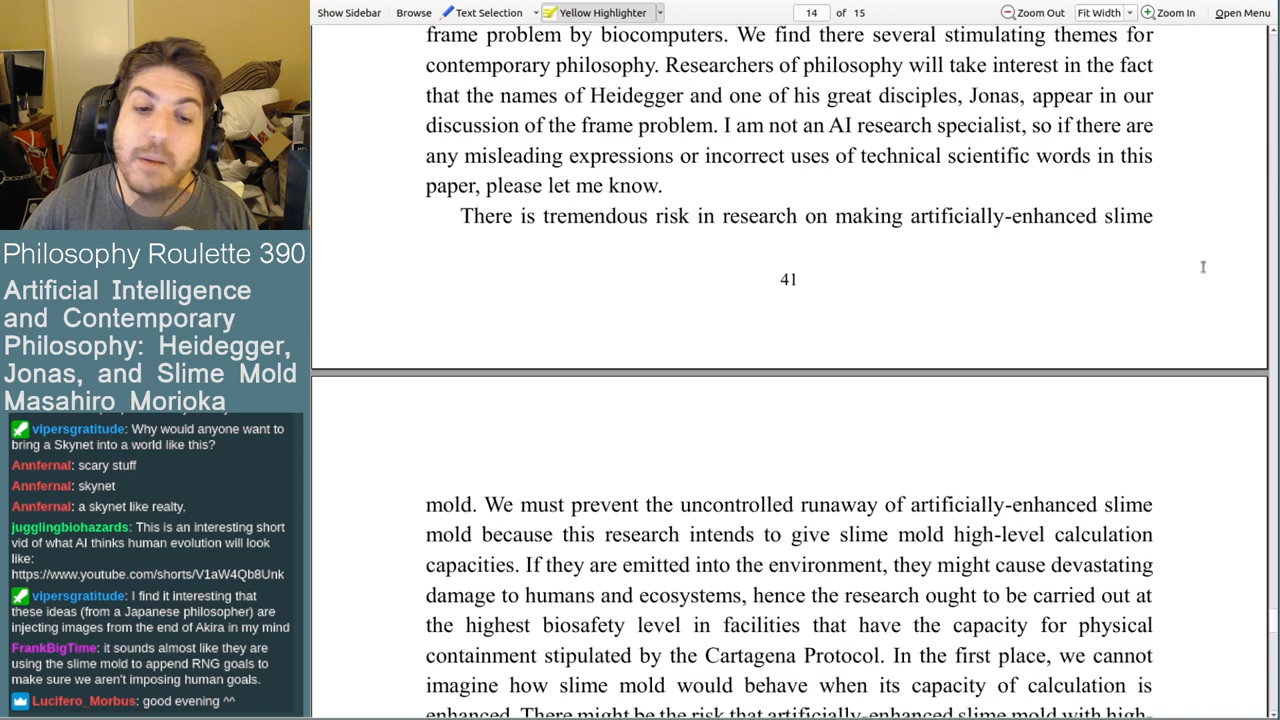 Show Sidebar Browse Text Selection Yellow Highlighter 14 of 15 Zoom Out Fit Width Zoom In Open Menu
frame problem by biocomputers. We find there several stimulating themes for
contemporary philosophy. Researchers of philosophy will take interest in the fact
that the names of Heidegger and one of his great disciples, Jonas, appear in our
discussion of the frame problem. I am not an AI research specialist, so if there are
any misleading expressions or incorrect uses of technical scientific words in this
paper, please let me know.
There is tremendous risk in research on making artificially-enhanced slime
41
mold. We must prevent the uncontrolled runaway of artificially-enhanced slime
mold because this research intends to give slime mold high-level calculation
capacities. If they are emitted into the environment, they might cause devastating
damage to humans and ecosystems, hence the research ought to be carried out at
the highest biosafety level in facilities that have the capacity for physical
containment stipulated by the Cartagena Protocol. In the first place, we cannot
imagine how slime mold would behave when its capacity of calculation is
enhanced. There might be the risk that artificially-enhanced slime mold with high-
Philosophy Roulette 390
Artificial Intelligence
and Contemporary
Philosophy: Heidegger,
Jonas, and Slime Mold
Masahiro Morioka
vipersgratitude: Why would anyone want to
bring a Skynet into a world like this?
Annfernal: scary stuff
Annfernal: skynet
Annfernal: a skynet like realty,
jugglingbiohazards: This is an interesting short
vid of what AI thinks human evolution will look
like:
https://www.youtube.com/shorts/V1aW4Qb8Unk
vipersgratitude: I find it interesting that
these ideas (from a Japanese philosopher) are
injecting images from the end of Akira in my mind
FrankBigTime: it sounds almost like they are
using the slime mold to append RNG goals to
make sure we aren't imposing human goals.
Lucifero_Morbus: good evening ^^